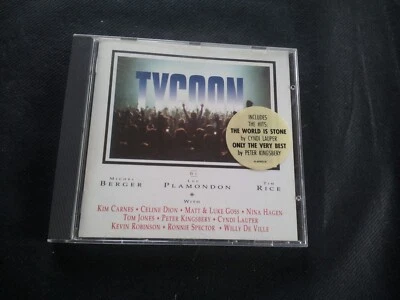 TYCOON
INCLUDES
THE HITS:
THE WORLD IS STONE
by CYNDI LAUPER
ONLY THE VERY BEST
by PETER KINGSBERY
BY
MICHEL BERGER
LUC PLAMONDON
TIM RICE
WITH
KIM CARNES • CELINE DION • MATT & LUKE GOSS • NINA HAGEN
TOM JONES • PETER KINGSBERY • CYNDI LAUPER
KEVIN ROBINSON • RONNIE SPECTOR • WILLY DE VILLE